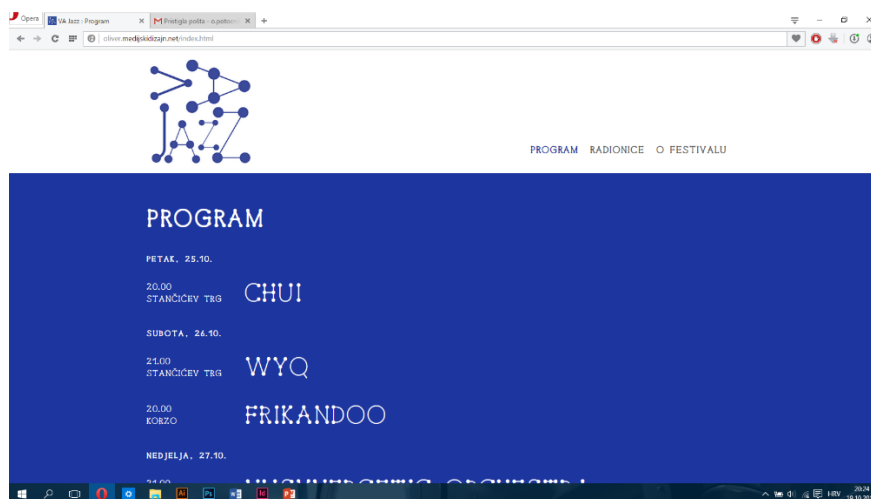 Opera
VA Jazz : Program
Pristigla pošta
oliver.medijskidizajn.net/index.html
VA
JAZZ
PROGRAM RADIONICE O FESTIVALU
PROGRAM
PETAK, 25.10.
20.00
STANČIĆEV TRG
CHUI
SUBOTA, 26.10.
21.00
STANČIĆEV TRG
WYQ
20.00
KORZO
FRIKANDOO
NEDJELJA, 27.10.
HRV
20:24